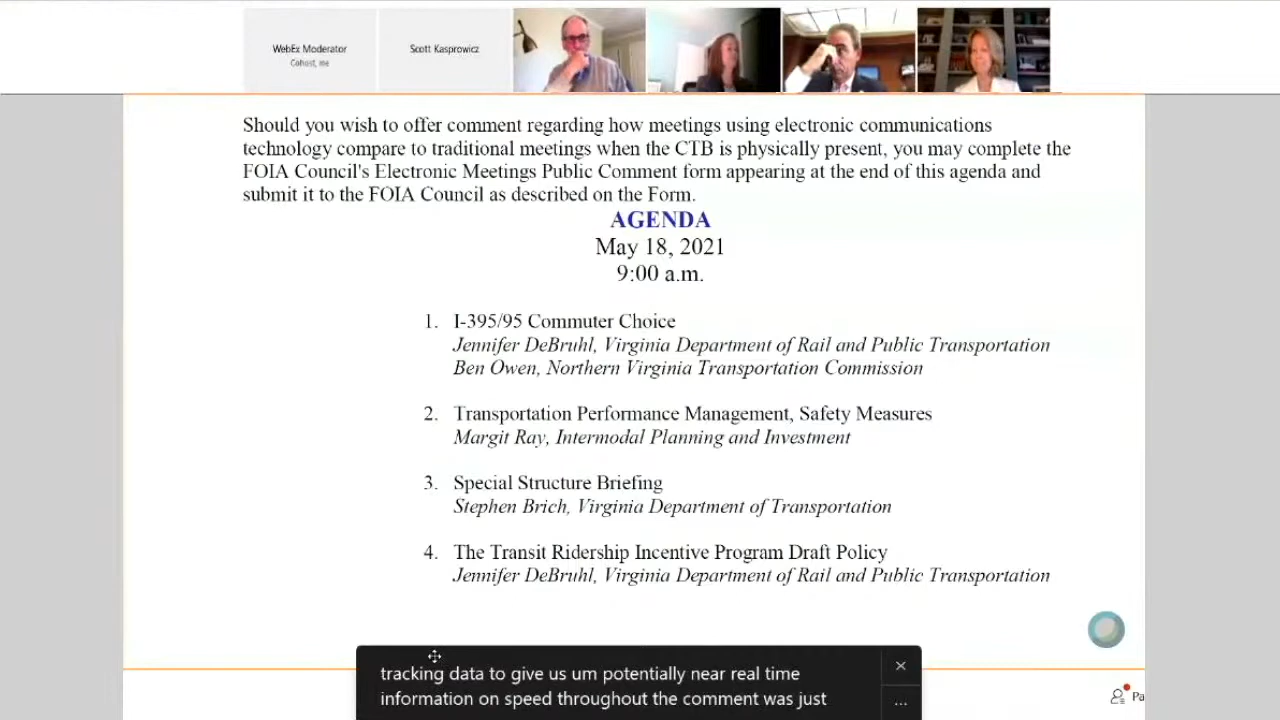 WebEx Moderator
Cohost, me
Scott Kasprowicz
Should you wish to offer comment regarding how meetings using electronic communications
technology compare to traditional meetings when the CTB is physically present, you may complete the
FOIA Council's Electronic Meetings Public Comment form appearing at the end of this agenda and
submit it to the FOIA Council as described on the Form.
AGENDA
May 18, 2021
9:00 a.m.
1. I-395/95 Commuter Choice
Jennifer DeBruhl, Virginia Department of Rail and Public Transportation
Ben Owen, Northern Virginia Transportation Commission
2. Transportation Performance Management, Safety Measures
Margit Ray, Intermodal Planning and Investment
3. Special Structure Briefing
Stephen Brich, Virginia Department of Transportation
4. The Transit Ridership Incentive Program Draft Policy
Jennifer DeBruhl, Virginia Department of Rail and Public Transportation
tracking data to give us um potentially near real time
information on speed throughout the comment was just
Pa